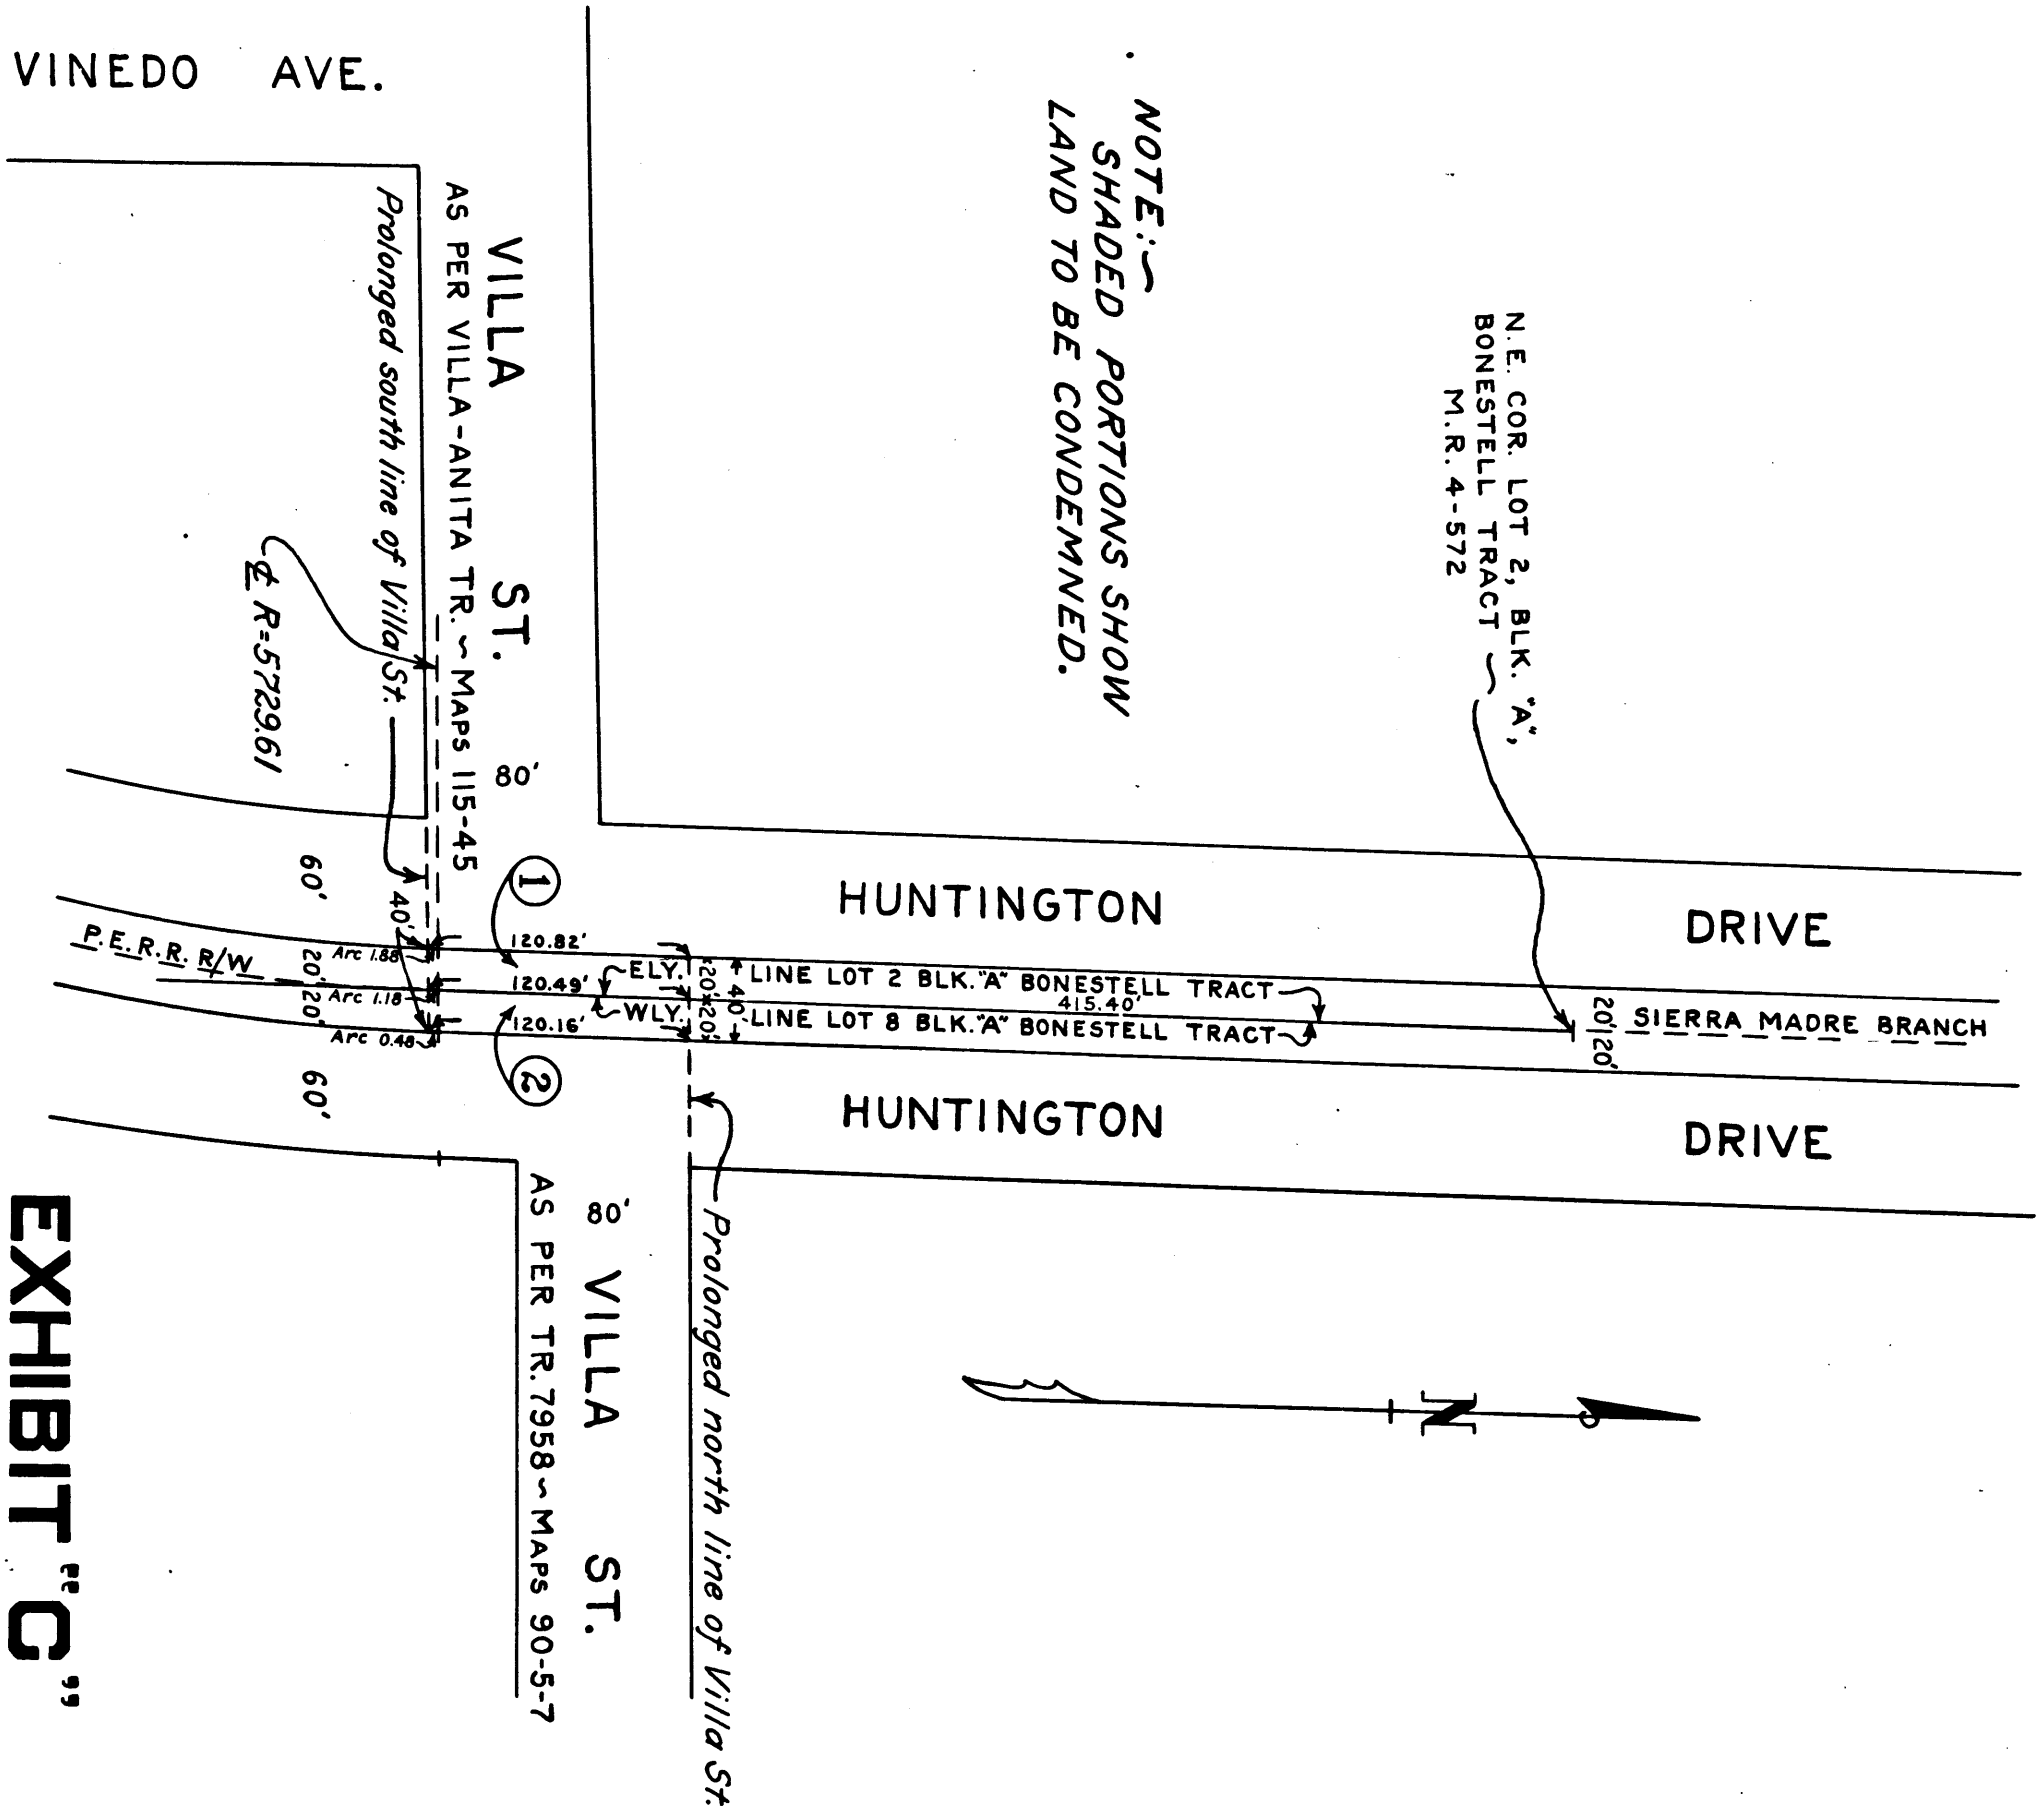 VINEDO AVE.
NOTE:~
SHADED PORTIONS SHOW
LAND TO BE CONDEMNED.
N.E. COR. LOT 2, BLK. "A",
BONESTELL TRACT ~
M.R. 4-572
VILLA ST. 80'
AS PER VILLA-ANITA TR. ~ MAPS 115-45
Prolonged south line of Villa St.
℄ R=5729.61
60'
40'
1
HUNTINGTON DRIVE
P.E.R.R. R/W
20'
20'
Arc 1.88
Arc 1.18
Arc 0.48
120.82'
120.49'
120.16'
ELY.
WLY.
20'
20'
40'
LINE LOT 2 BLK. "A" BONESTELL TRACT
415.40'
LINE LOT 8 BLK. "A" BONESTELL TRACT
20'
20'
SIERRA MADRE BRANCH
60'
2
HUNTINGTON DRIVE
80' VILLA ST.
AS PER TR. 7958 ~ MAPS 90-5-7
Prolonged north line of Villa St.
N
EXHIBIT "C"